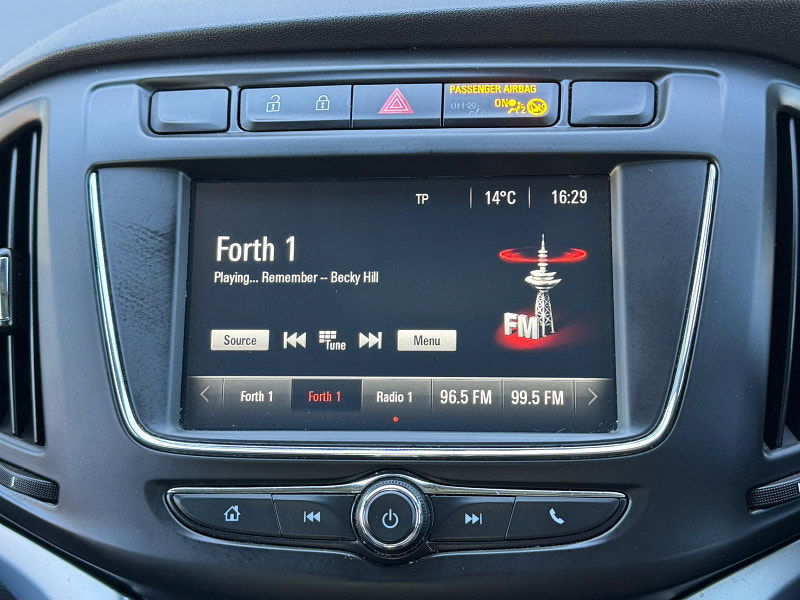 PASSENGER AIRBAG
OFF ON
TP 14°C 16:29
Forth 1
Playing... Remember -- Becky Hill
FM
Source Tune Menu
Forth 1 Forth 1 Radio 1 96.5 FM 99.5 FM